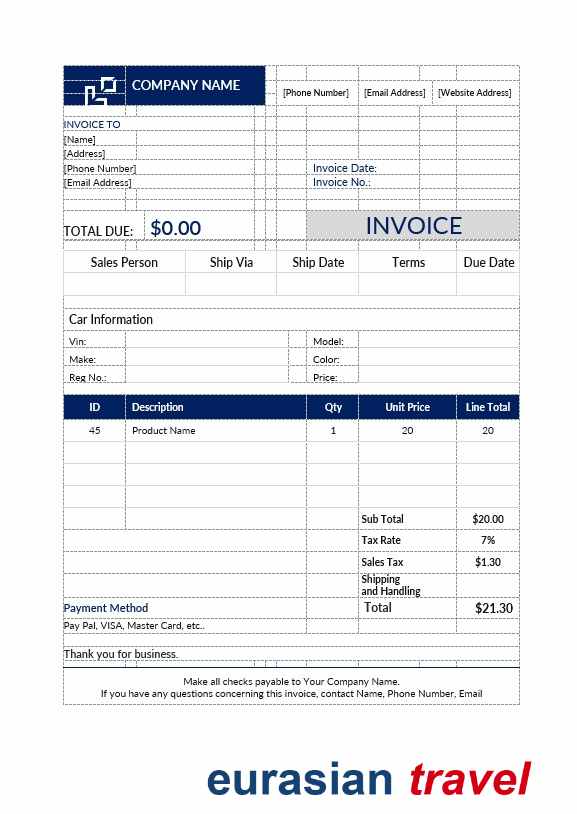 COMPANY NAME
[Phone Number] [Email Address] [Website Address]
INVOICE TO
[Name]
[Address]
[Phone Number] Invoice Date:
[Email Address] Invoice No.:
TOTAL DUE: $0.00 INVOICE
Sales Person Ship Via Ship Date Terms Due Date
Car Information
Vin: Model:
Make: Color:
Reg No.: Price:
ID Description Qty Unit Price Line Total
45 Product Name 1 20 20
Sub Total $20.00
Tax Rate 7%
Sales Tax $1.30
Shipping
and Handling
Payment Method Total $21.30
Pay Pal, VISA, Master Card, etc..
Thank you for business.
Make all checks payable to Your Company Name.
If you have any questions concerning this invoice, contact Name, Phone Number, Email
eurasian travel